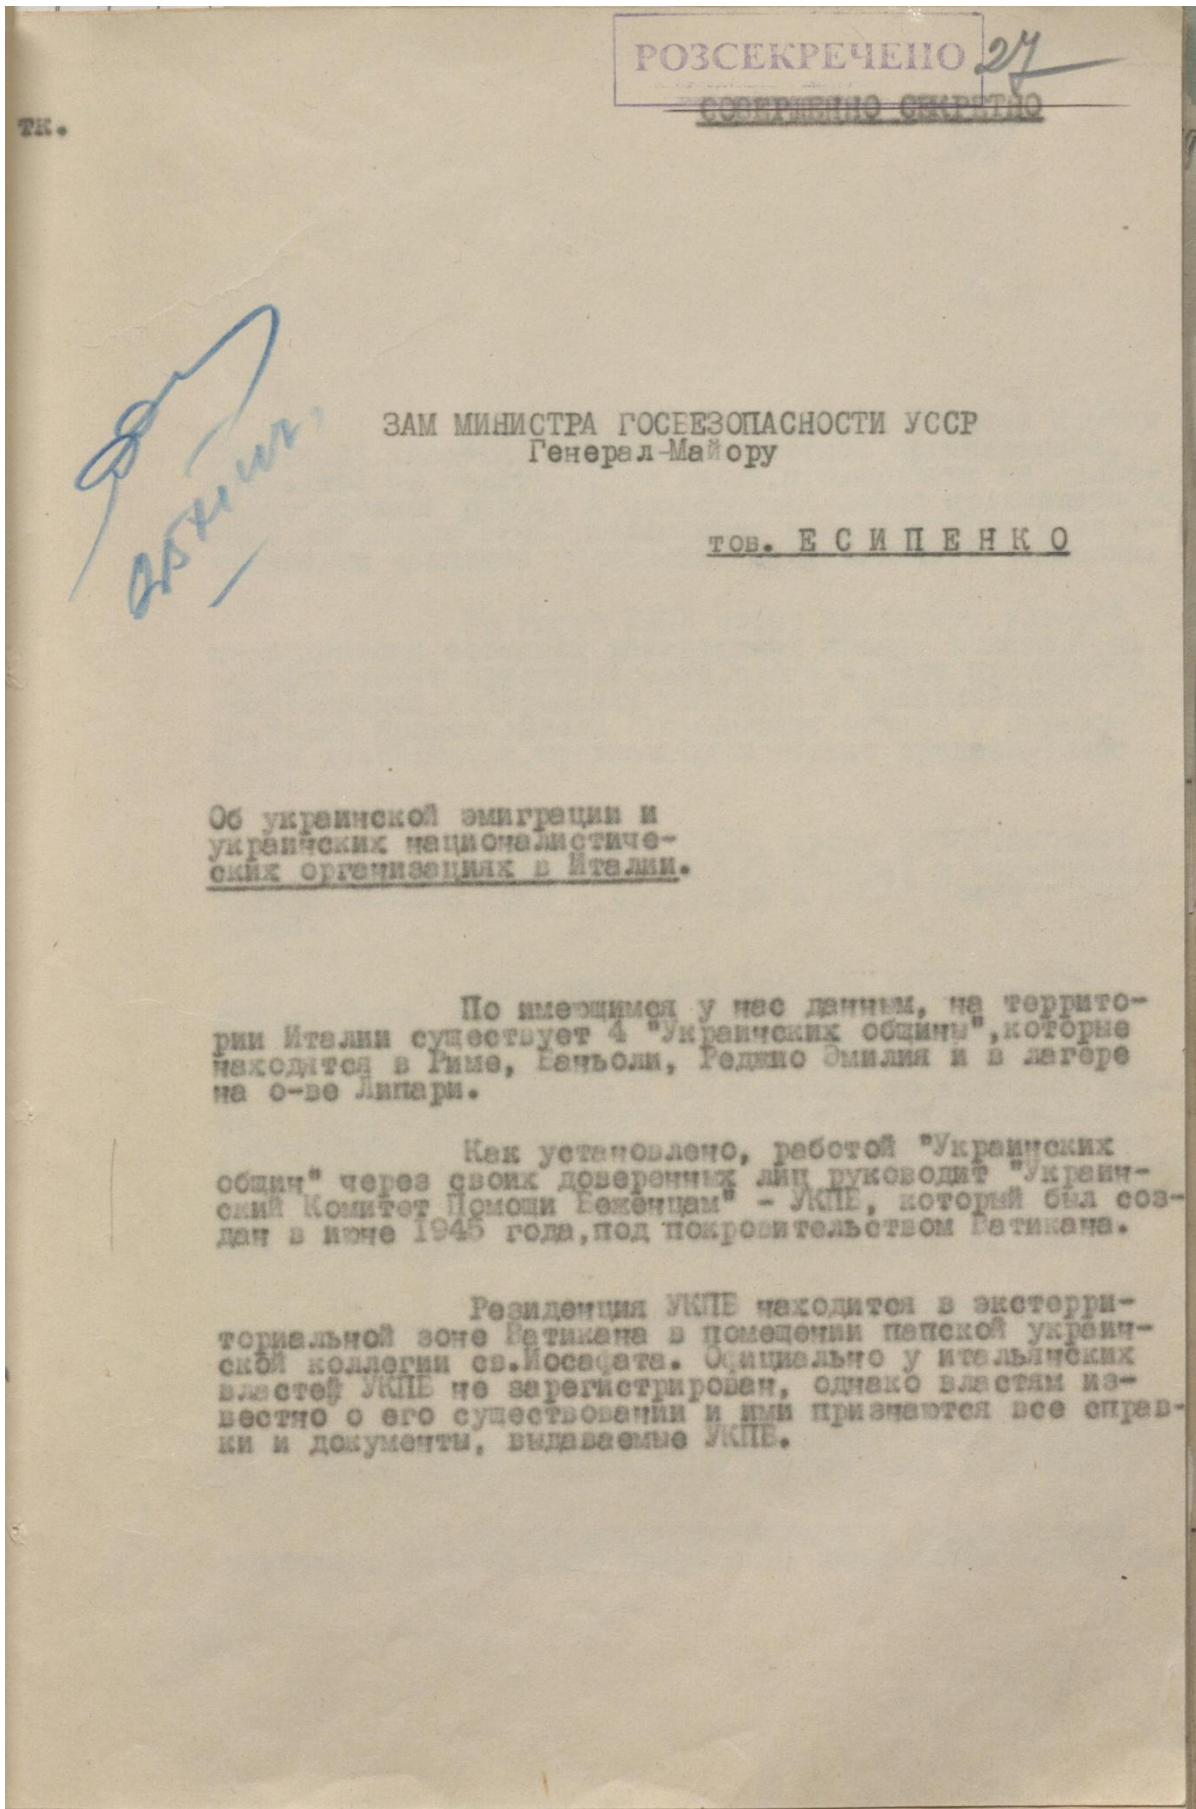 РОЗСЕКРЕЧЕНО
27
СОВЕРШЕННО СЕКРЕТНО
тк.
ЗАМ МИНИСТРА ГОСБЕЗОПАСНОСТИ УССР
Генерал-Майору
тов. Е С И П Е Н К О
Об украинской эмиграции и
украинских националистиче-
ских организациях в Италии.
По имеющимся у нас данным, на террито-
рии Италии существует 4 "Украинских общины",которые
находятся в Риме, Баньоли, Реджио Эмилия и в лагере
на о-ве Липари.
Как установлено, работой "Украинских
общин" через своих доверенных лиц руководит "Украин-
ский Комитет Помощи Беженцам" - УКПБ, который был соз-
дан в июне 1945 года,под покровительством Ватикана.
Резиденция УКПБ находится в экстерри-
ториальной зоне Ватикана в помещении папской украин-
ской коллегии св.Иосафата. Официально у итальянских
властей УКПБ не зарегистрирован, однако властям из-
вестно о его существовании и ими признаются все справ-
ки и документы, выдаваемые УКПБ.